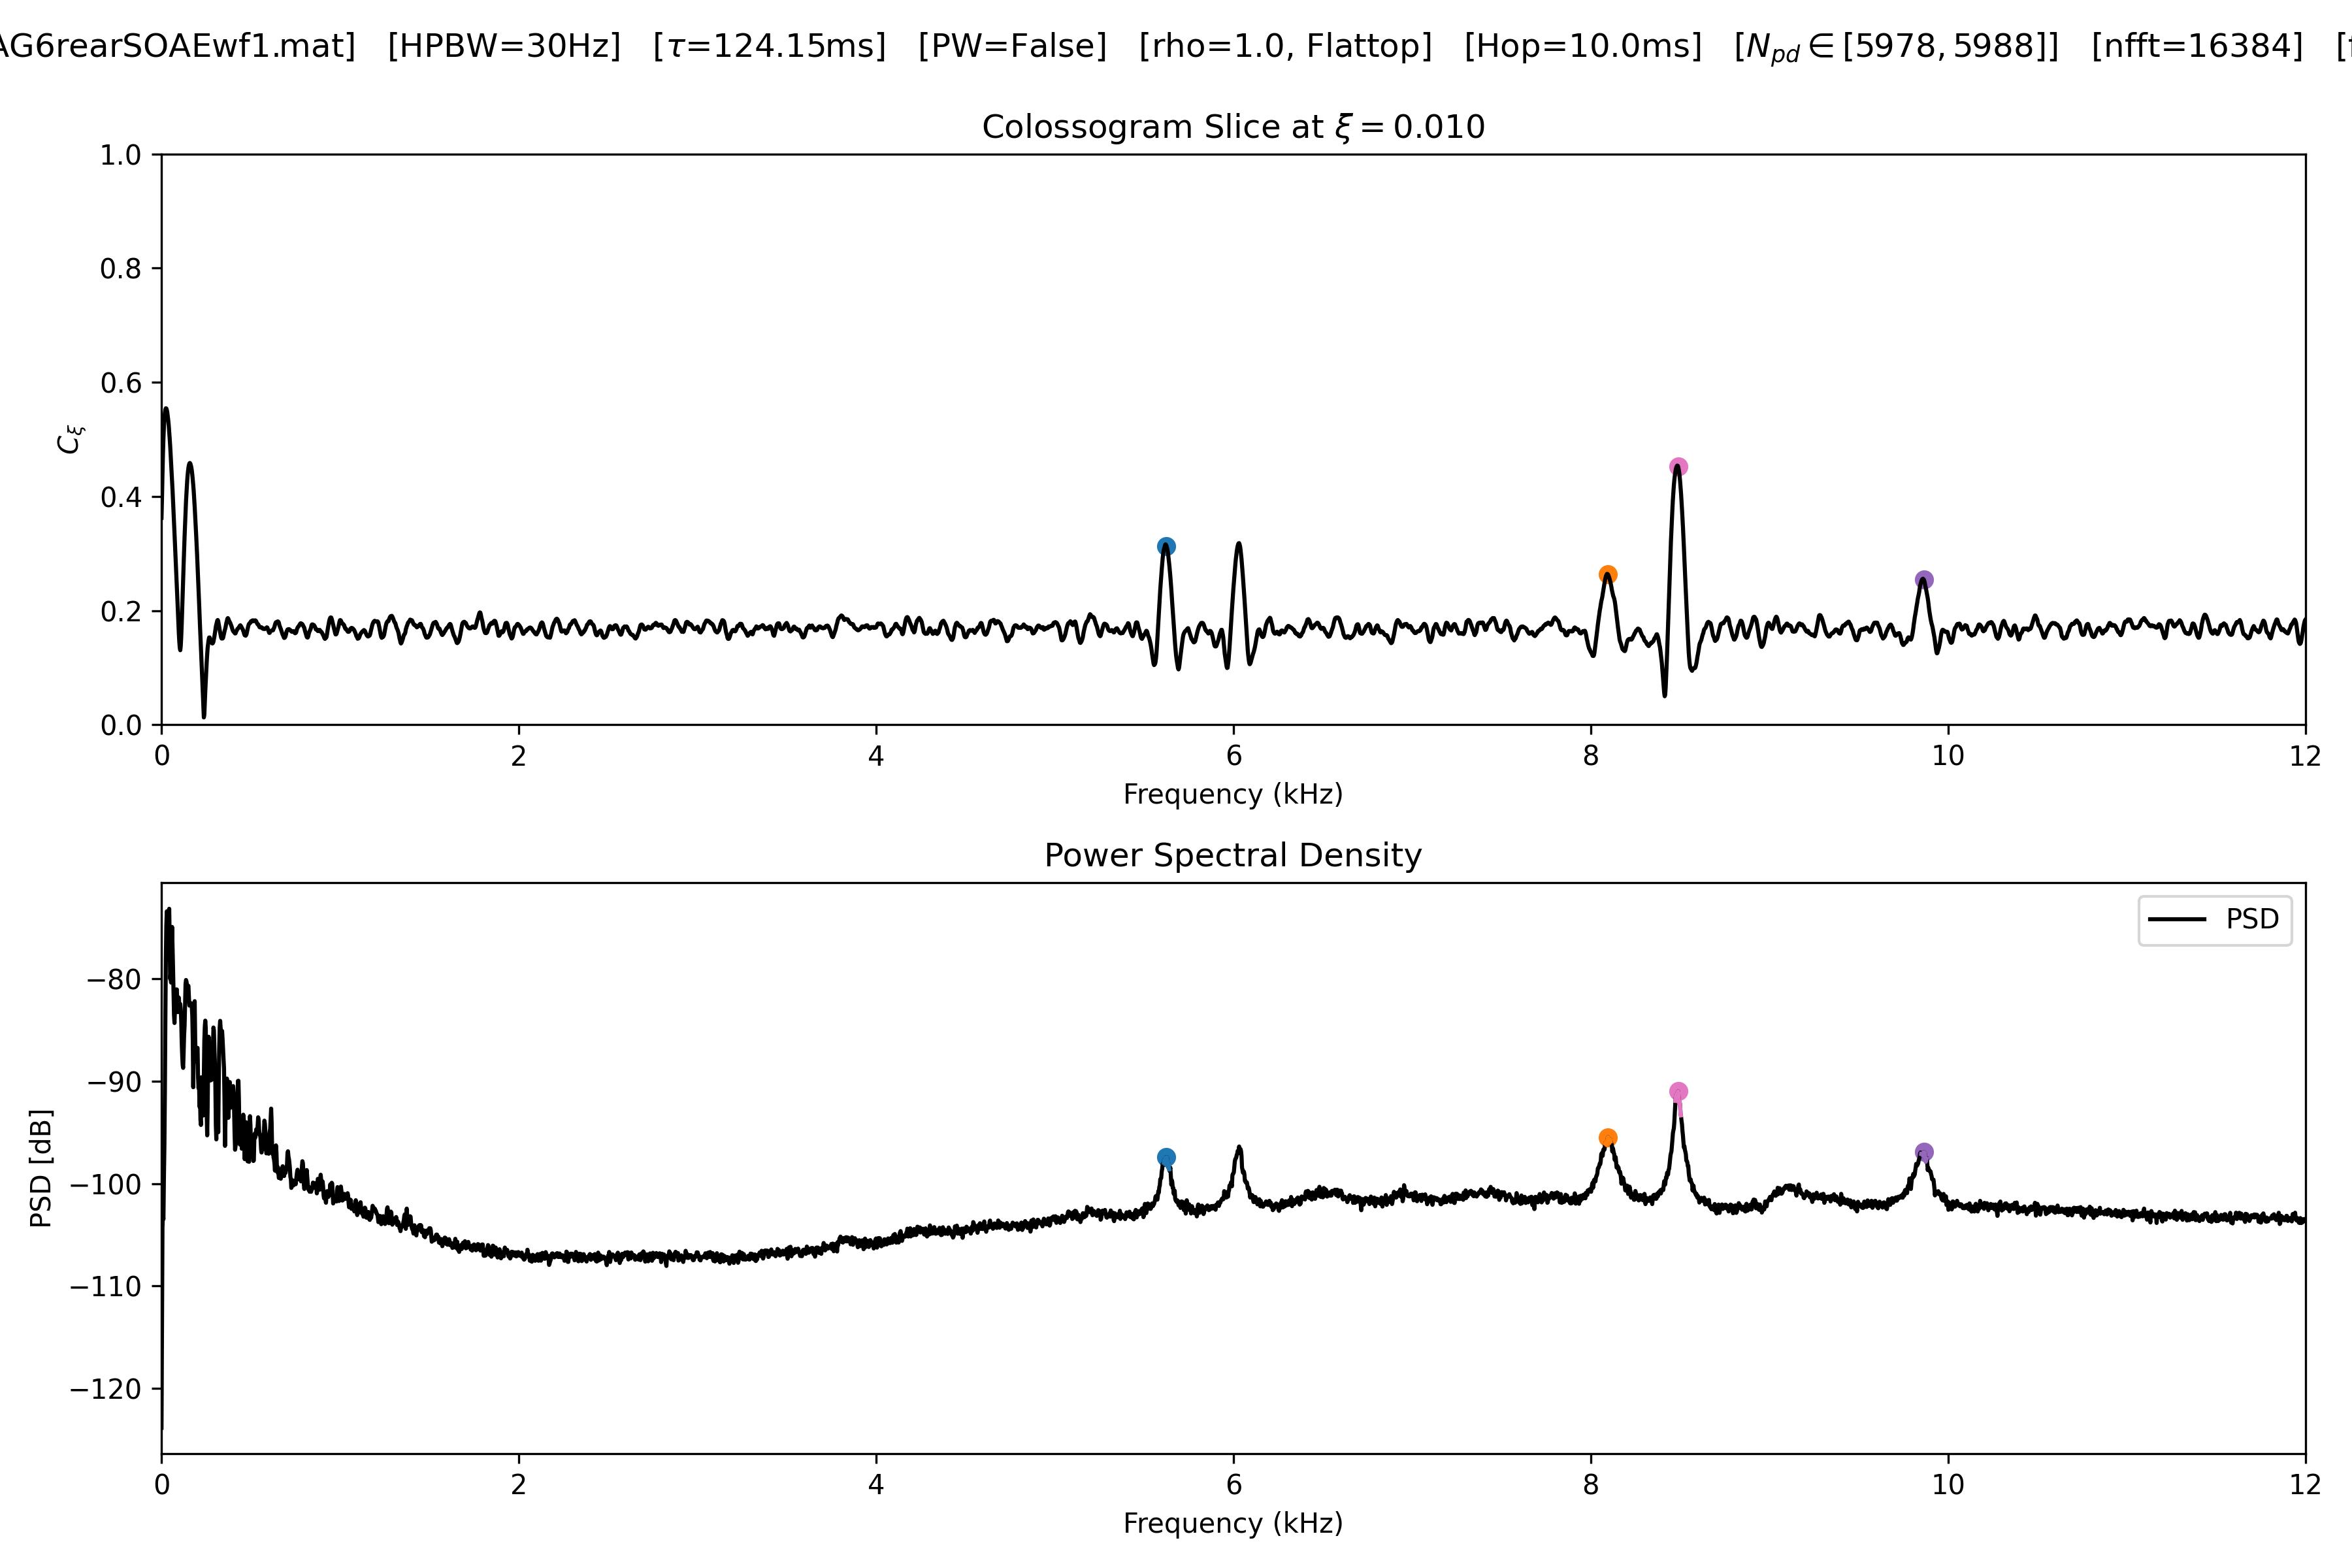 AG6rearSOAEwf1.mat] [HPBW=30Hz] [τ=124.15ms] [PW=False] [rho=1.0, Flattop] [Hop=10.0ms] [N_{pd} ∈ [5978, 5988]] [nfft=16384] [
Colossogram Slice at ξ = 0.010
1.0
0.8
0.6
0.4
0.2
0.0
C_ξ
0 2 4 6 8 10 12
Frequency (kHz)
Power Spectral Density
PSD
−80
−90
−100
−110
−120
PSD [dB]
0 2 4 6 8 10 12
Frequency (kHz)